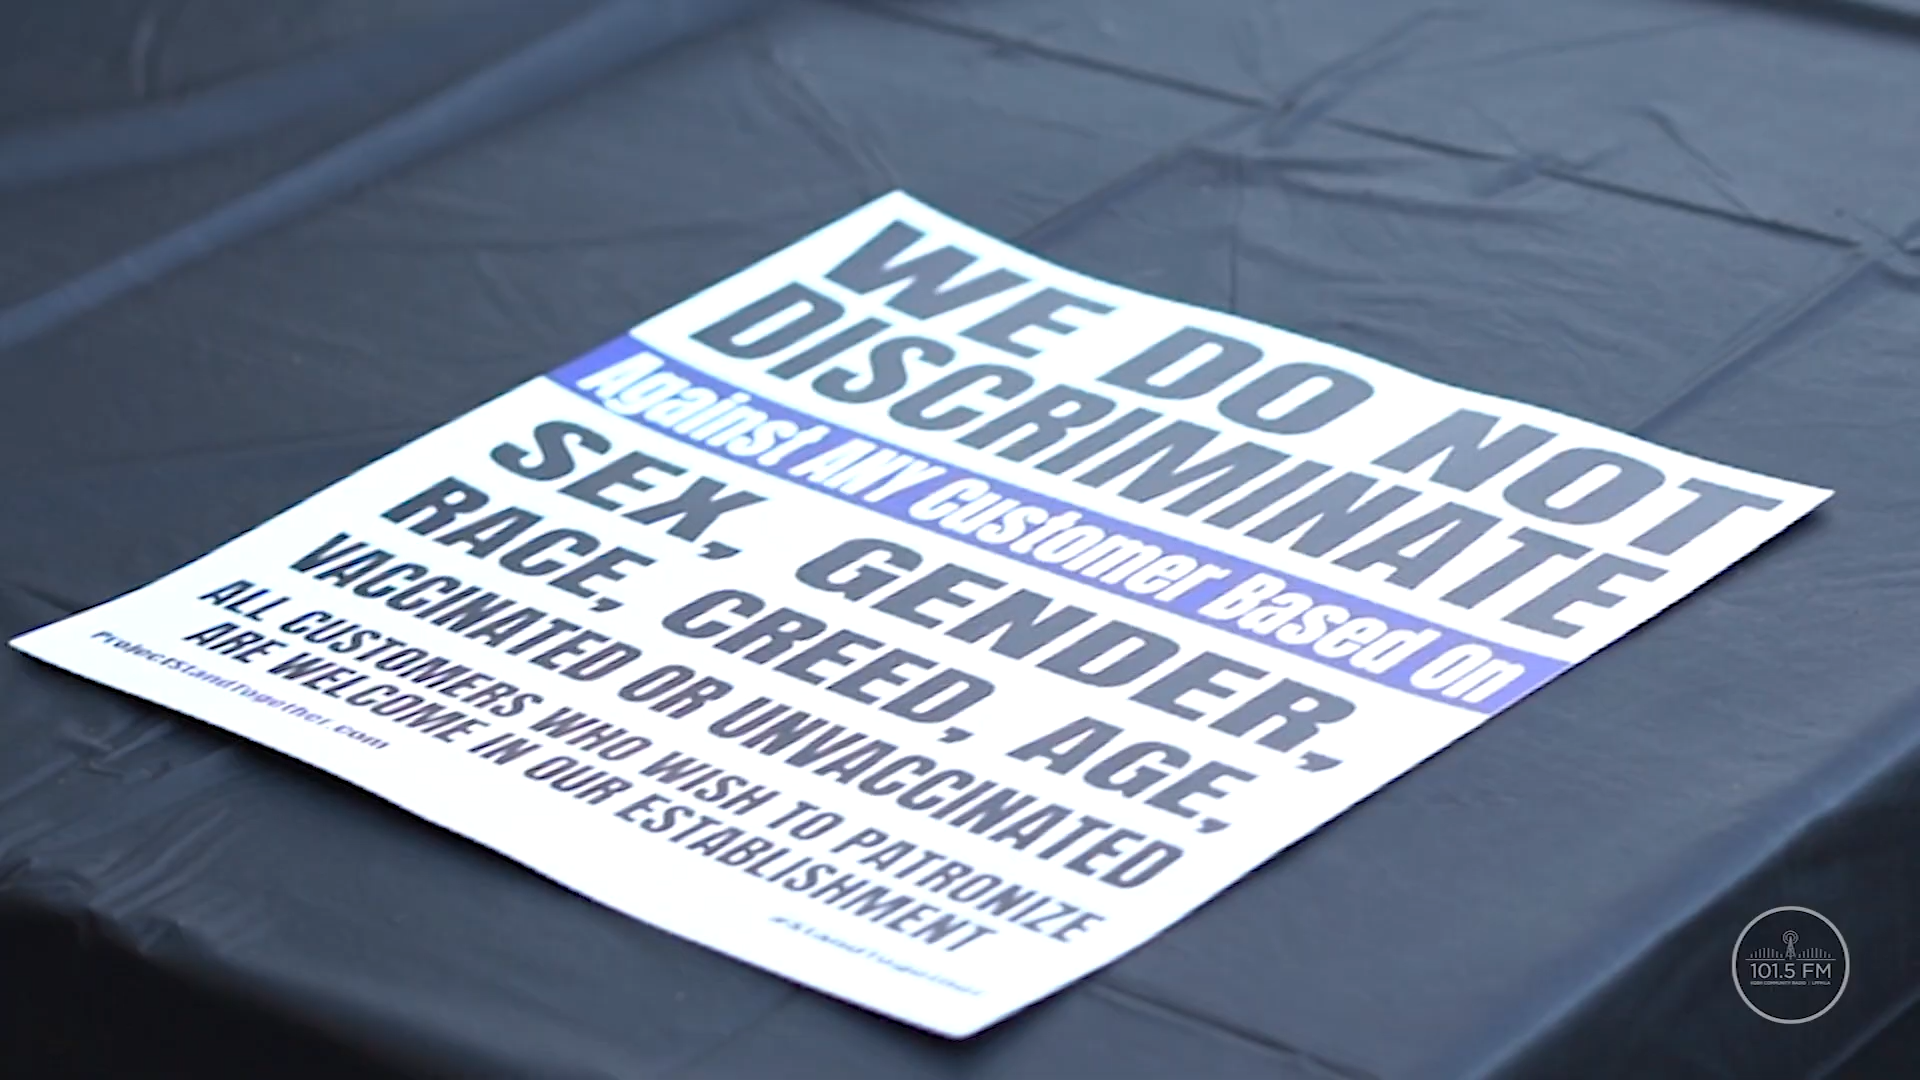 WE DO NOT
DISCRIMINATE
Against ANY Customer Based On
SEX, GENDER,
RACE, CREED, AGE,
VACCINATED OR UNVACCINATED
ALL CUSTOMERS WHO WISH TO PATRONIZE
ARE WELCOME IN OUR ESTABLISHMENT
ProjectStandTogether.com
#StandTogether
101.5 FM